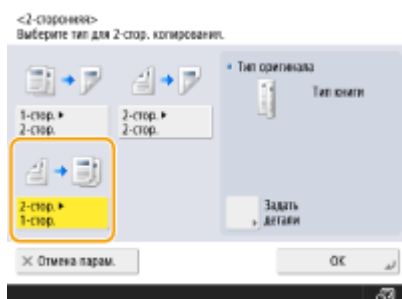 <2-сторонняя>
Выберите тип для 2-стор. копирования.
1-стор. ▸
2-стор.
2-стор. ▸
2-стор.
• Тип оригинала
Тип книги
2-стор. ▸
1-стор.
Задать
детали
× Отмена парам.
OK